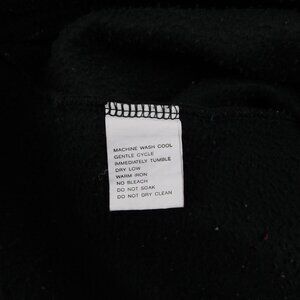 MACHINE WASH COOL
GENTLE CYCLE
IMMEDIATELY TUMBLE
DRY LOW
WARM IRON
NO BLEACH
DO NOT SOAK
DO NOT DRY CLEAN